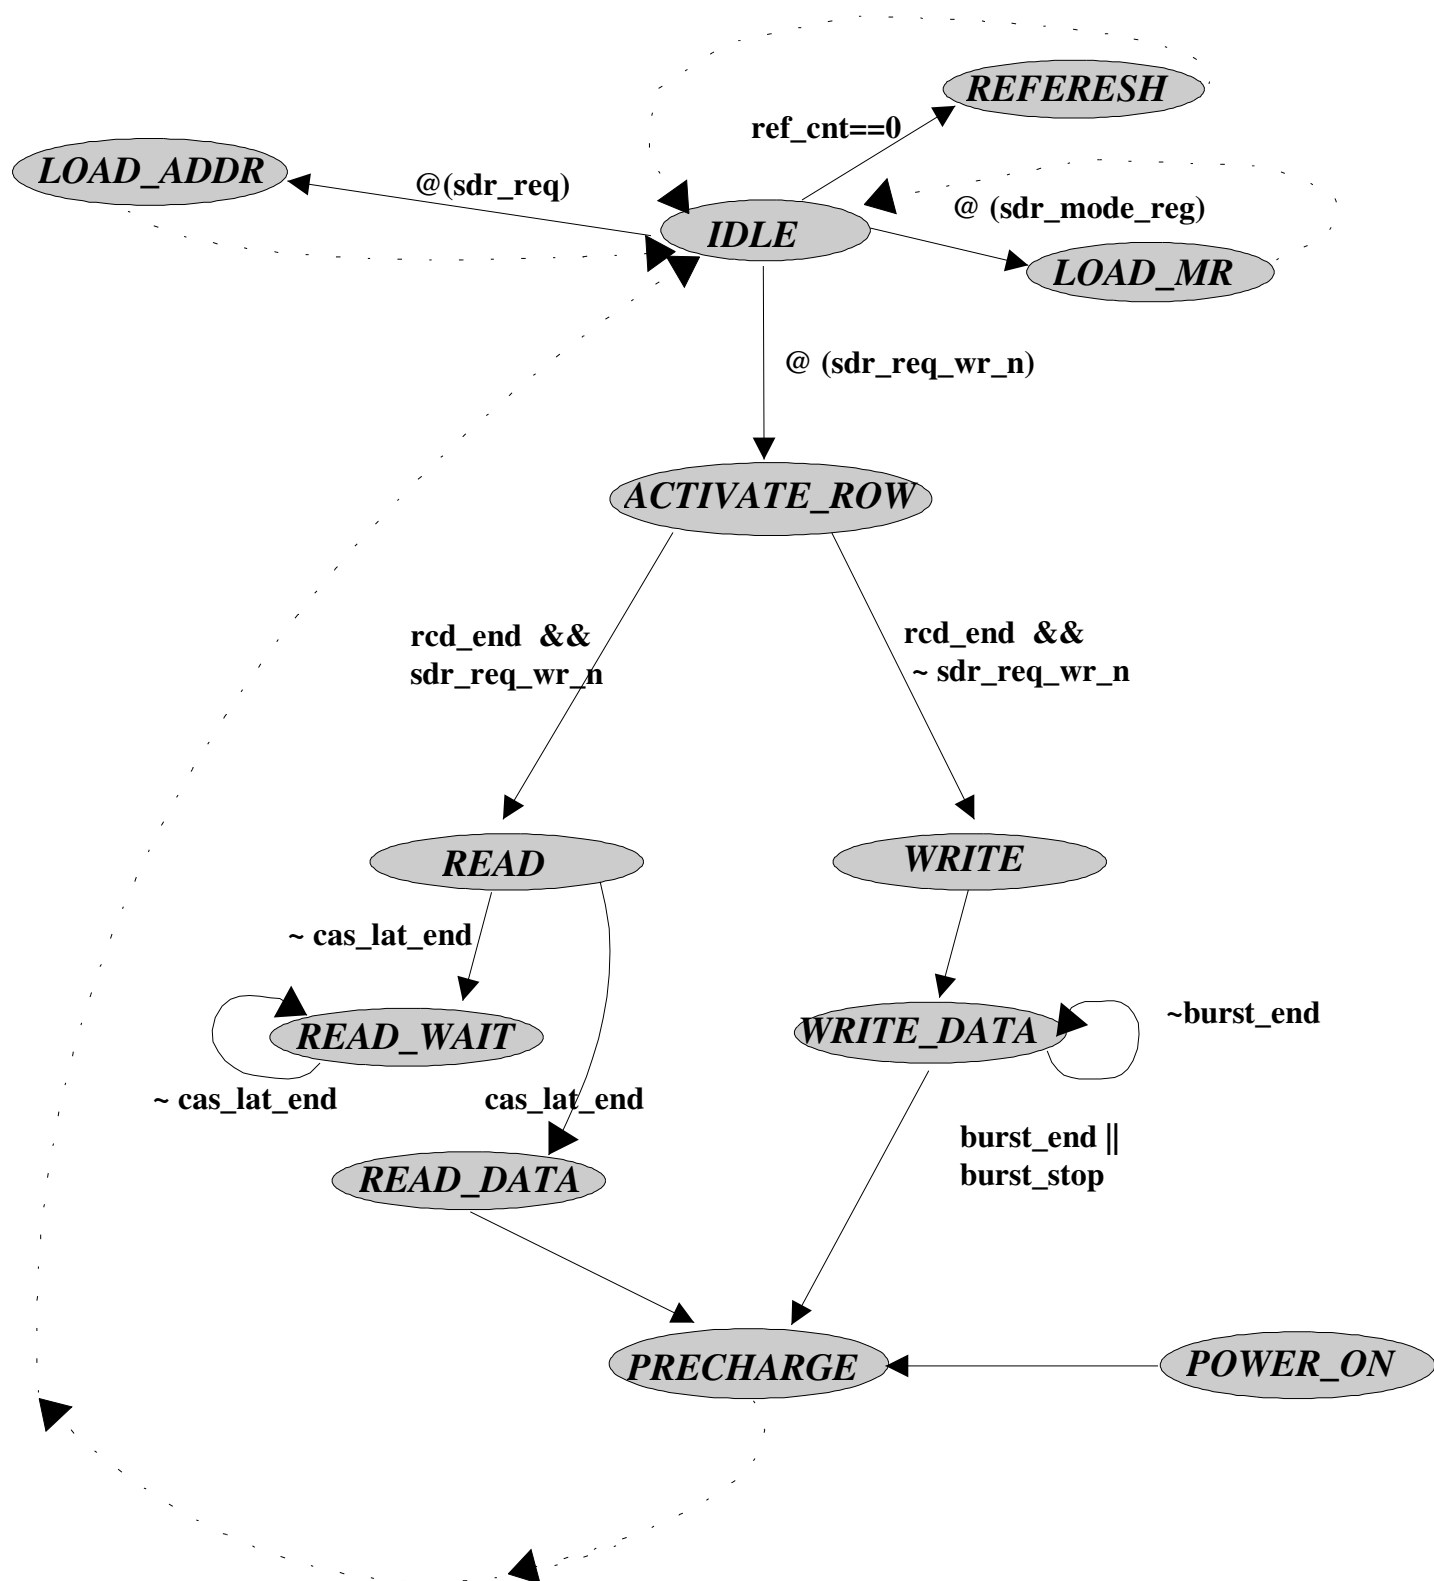 REFERESH
ref_cnt==0
LOAD_ADDR
@(sdr_req)
@ (sdr_mode_reg)
IDLE
LOAD_MR
@ (sdr_req_wr_n)
ACTIVATE_ROW
rcd_end &&
sdr_req_wr_n
rcd_end &&
~ sdr_req_wr_n
READ
WRITE
~ cas_lat_end
READ_WAIT
WRITE_DATA
~burst_end
~ cas_lat_end
cas_lat_end
burst_end ||
burst_stop
READ_DATA
PRECHARGE
POWER_ON